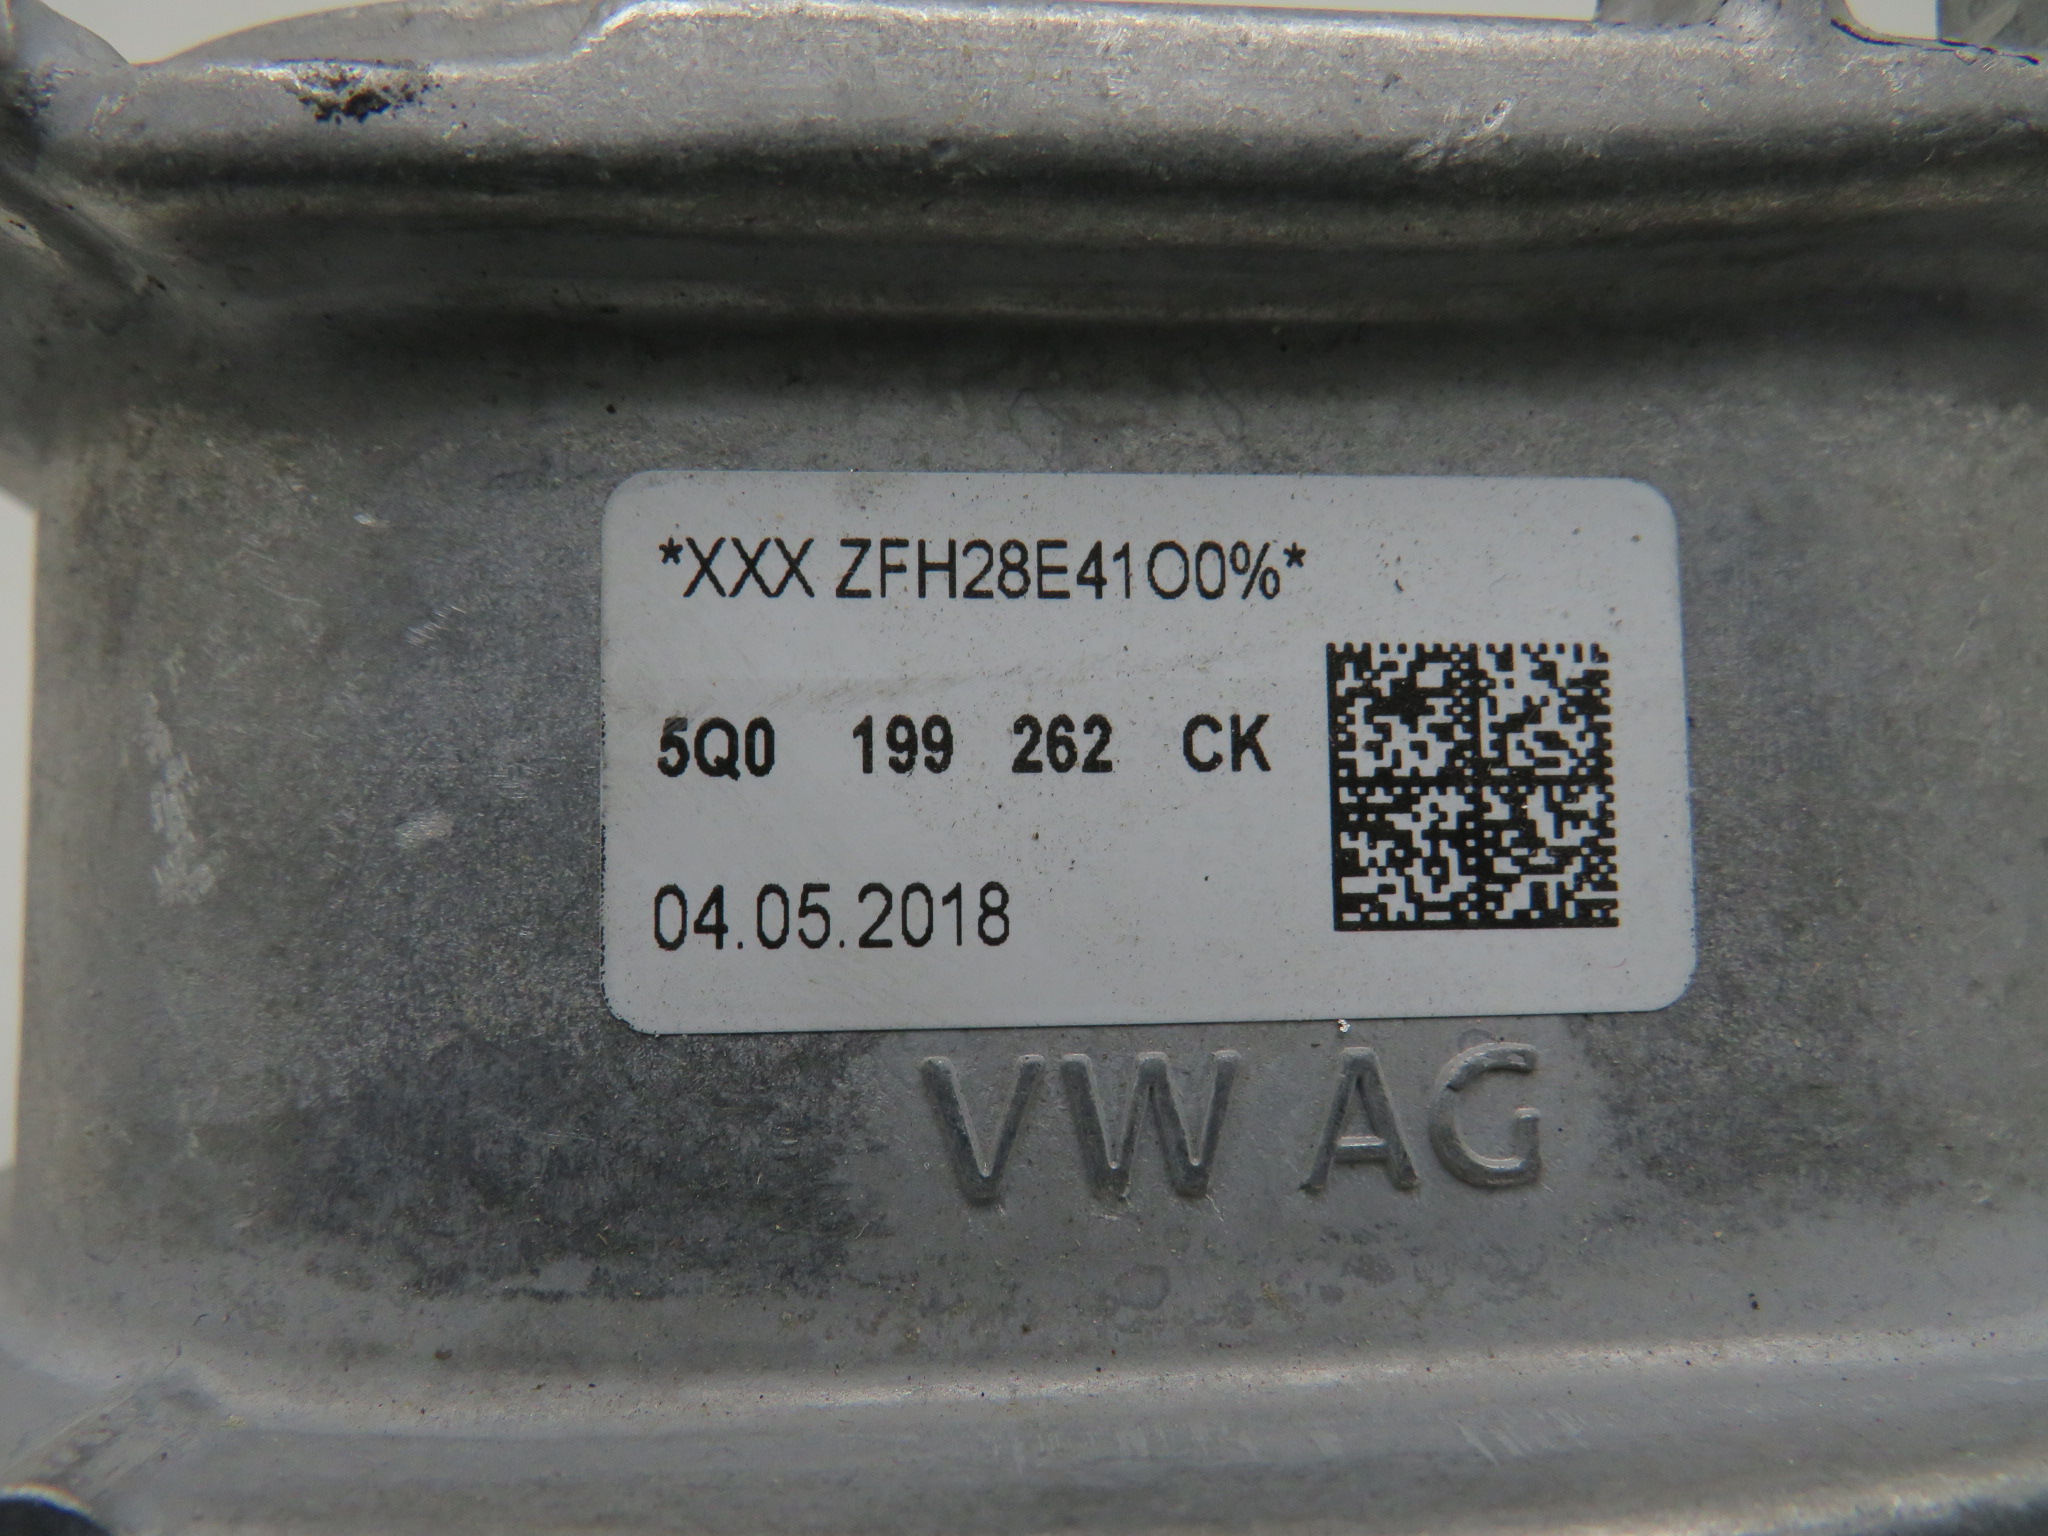 *XXX ZFH28E41O0%*
5Q0 199 262 CK
04.05.2018
VW AG